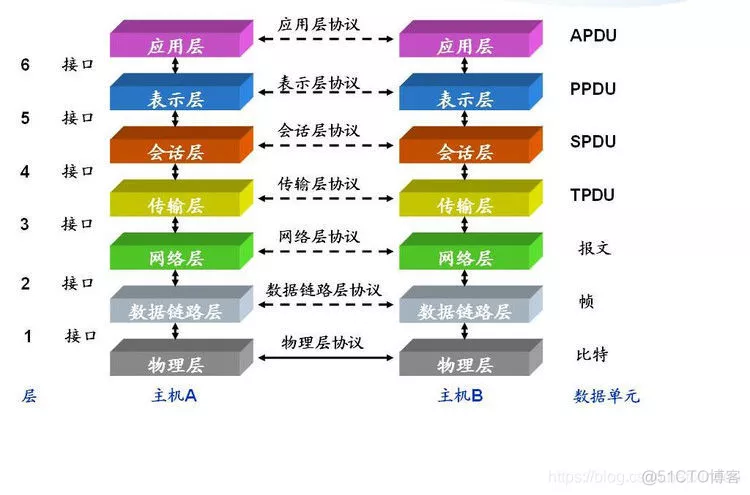 应用层 应用层协议 应用层 APDU
6 接口
表示层 表示层协议 表示层 PPDU
5 接口
会话层 会话层协议 会话层 SPDU
4 接口
传输层 传输层协议 传输层 TPDU
3 接口
网络层 网络层协议 网络层 报文
2 接口
数据链路层 数据链路层协议 数据链路层 帧
1 接口
物理层 物理层协议 物理层 比特
层 主机A 主机B 数据单元
https://blog.c
@51CTO博客